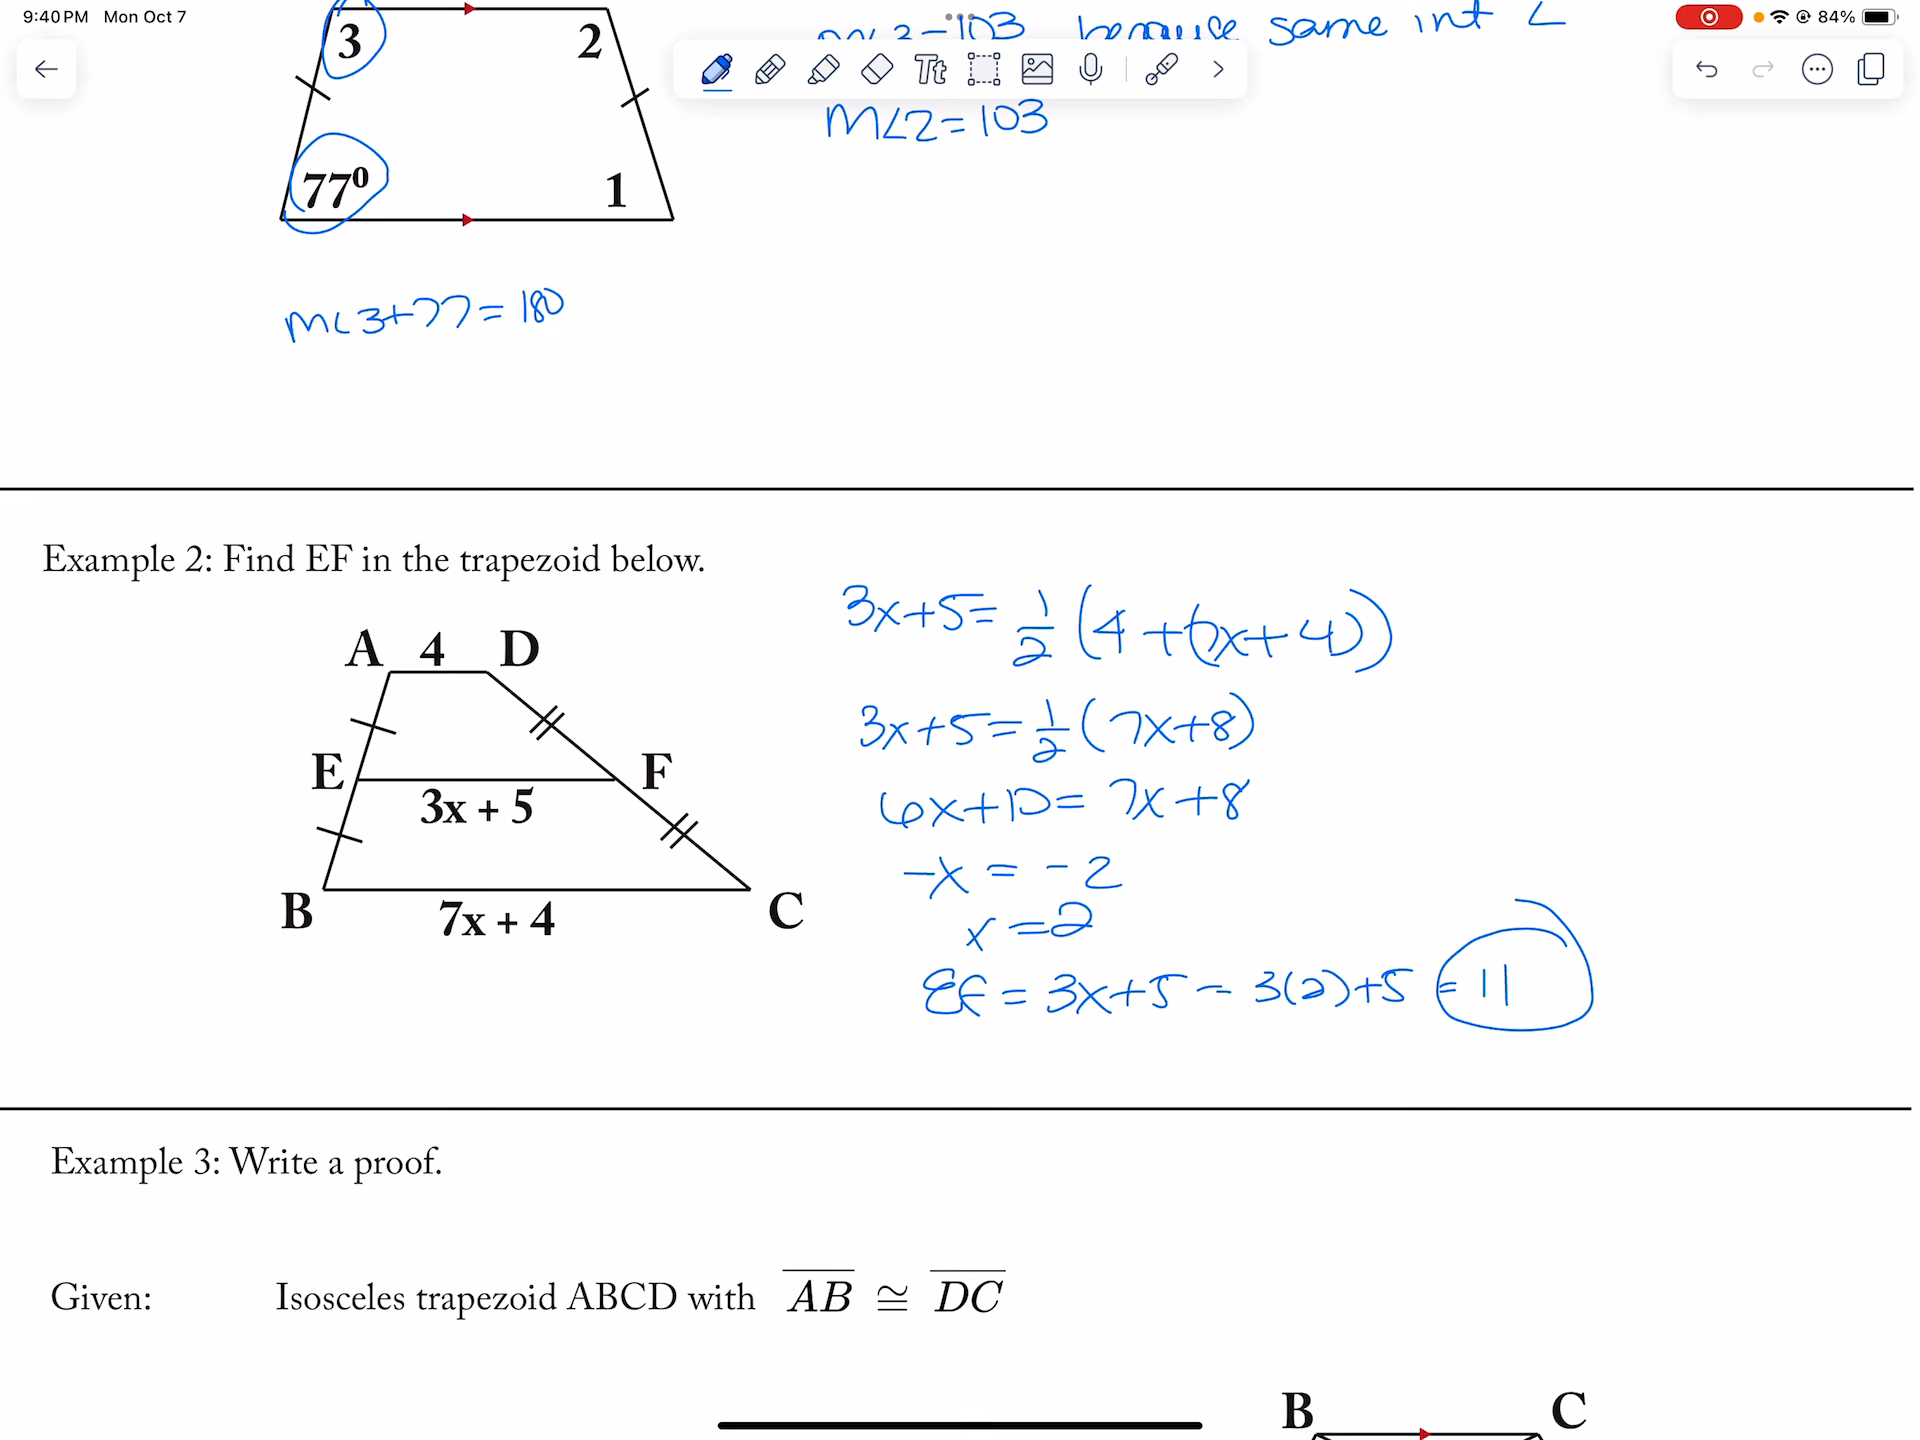 9:40 PM Mon Oct 7
84%
3 2
103 because same int ∠
Tt
m∠2=103
77⁰ 1
m∠3+77=180
Example 2: Find EF in the trapezoid below.
A 4 D
E F
3x + 5
B 7x + 4 C
3x+5= 1/2 (4+(7x+4))
3x+5= 1/2 (7x+8)
6x+10= 7x+8
-x = -2
x =2
EF = 3x+5 = 3(2)+5 = 11
Example 3: Write a proof.
Given: Isosceles trapezoid ABCD with AB ≅ DC
B C